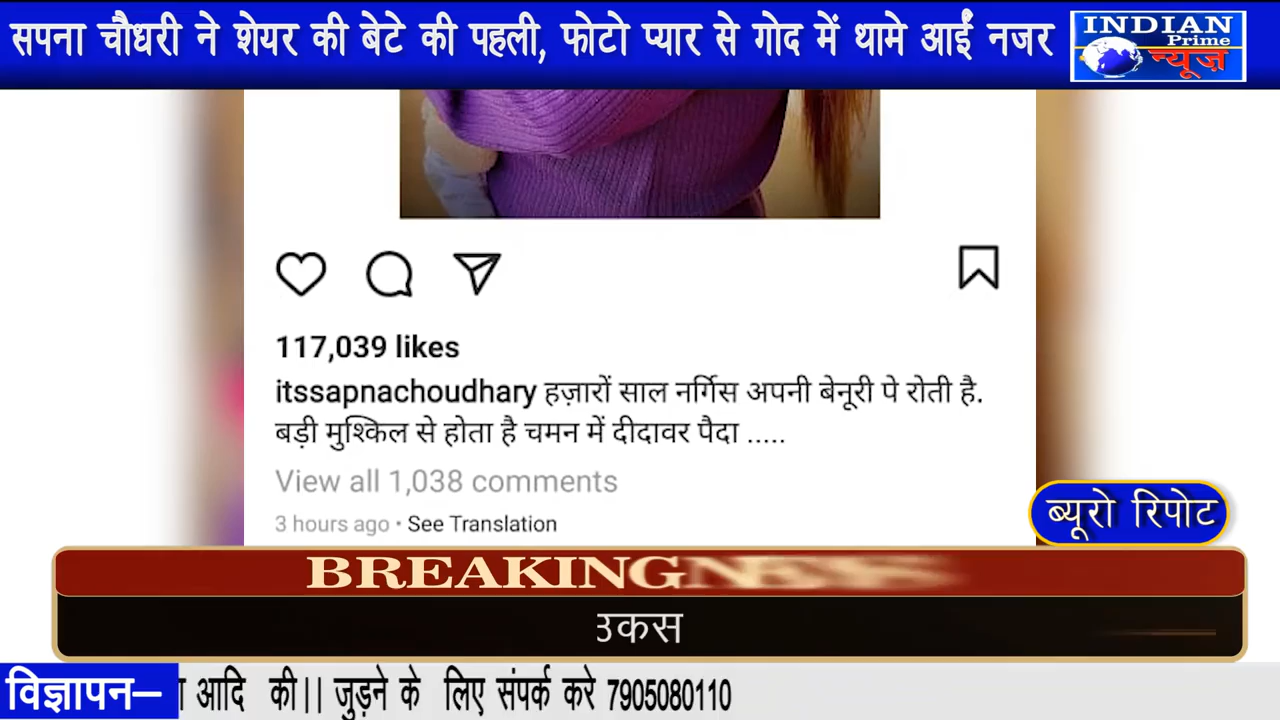 सपना चौधरी ने शेयर की बेटे की पहली, फोटो प्यार से गोद में थामे आईं नजर
INDIAN
Prime
न्यूज़
117,039 likes
itssapnachoudhary हज़ारों साल नर्गिस अपनी बेनूरी पे रोती है.
बड़ी मुश्किल से होता है चमन में दीदावर पैदा .....
View all 1,038 comments
3 hours ago • See Translation
ब्यूरो रिपोट
BREAKING NEWS
उकस
विज्ञापन– आदि की|| जुड़ने के लिए संपर्क करे 7905080110